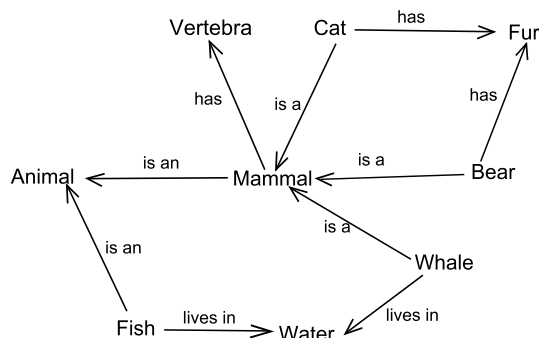 Vertebra
Cat
has
Fur
has
is a
has
Animal
is an
Mammal
is a
Bear
is an
is a
Whale
Fish
lives in
Water
lives in